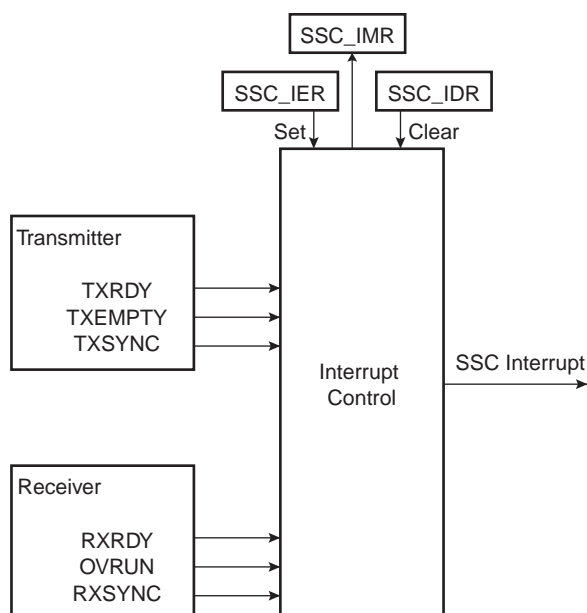 SSC_IMR
SSC_IER
SSC_IDR
Set
Clear
Transmitter
TXRDY
TXEMPTY
TXSYNC
Interrupt
Control
SSC Interrupt
Receiver
RXRDY
OVRUN
RXSYNC